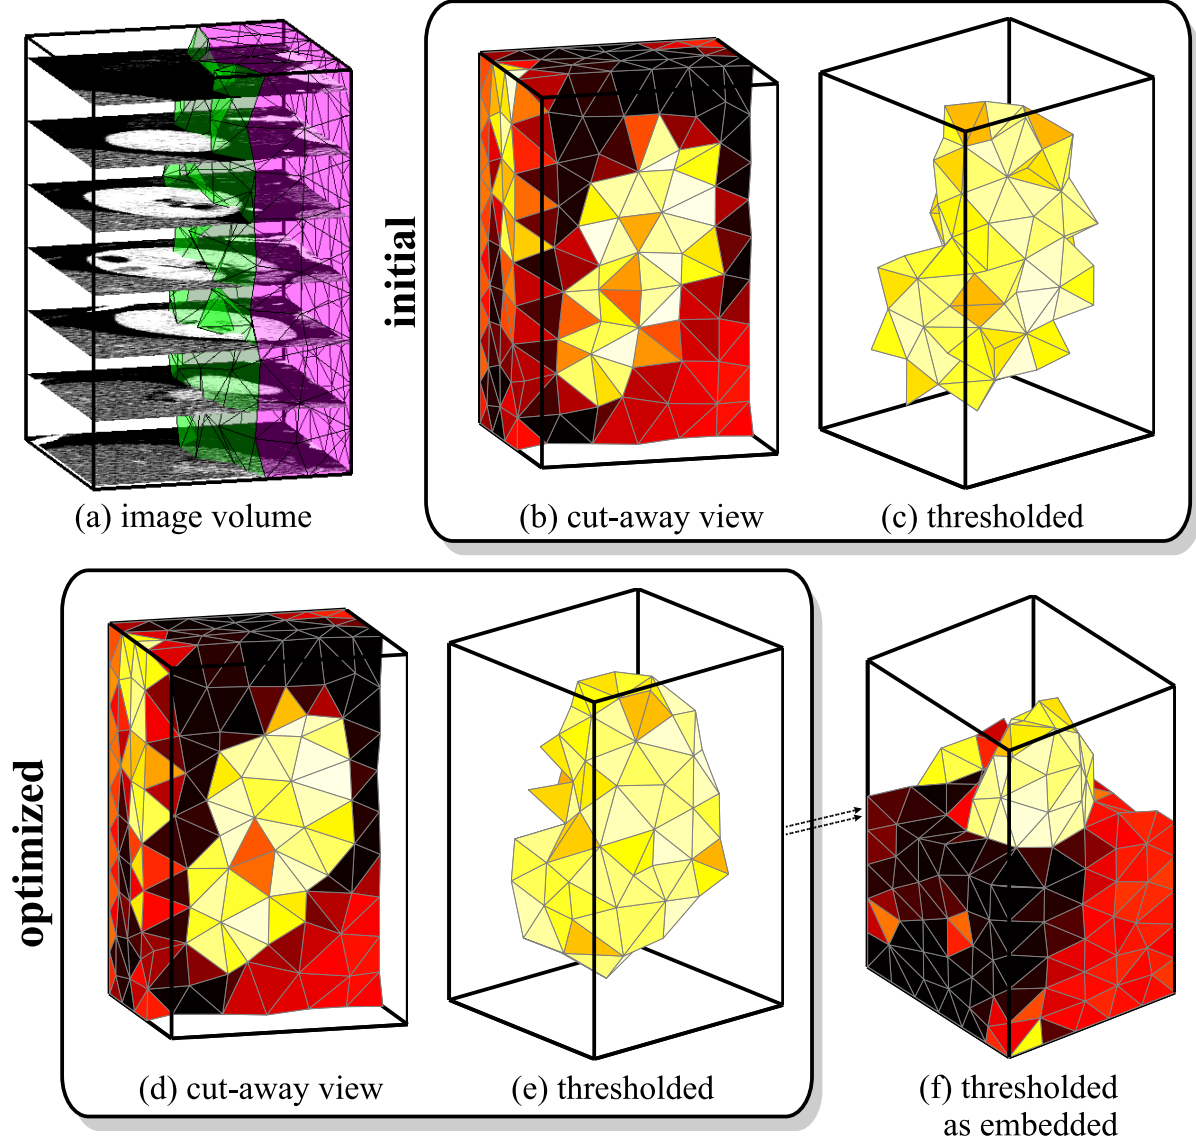 initial
(a) image volume
(b) cut-away view
(c) thresholded
optimized
(d) cut-away view
(e) thresholded
(f) thresholded
as embedded